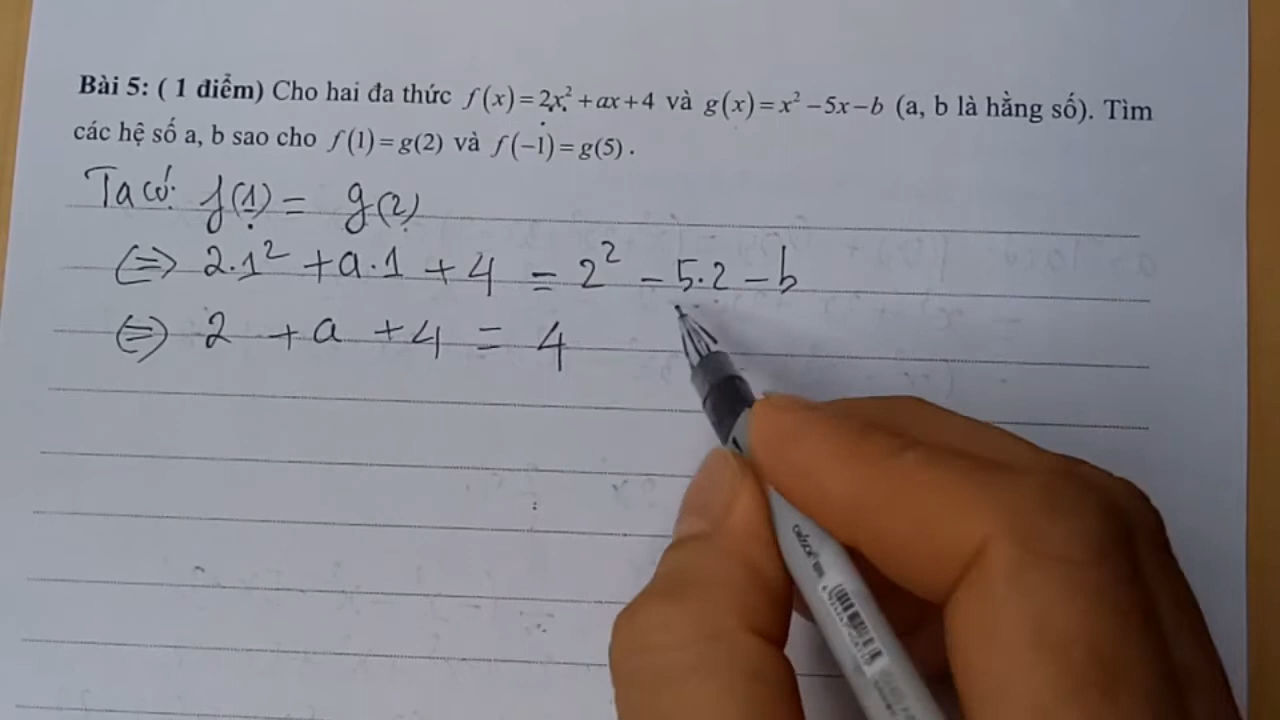 Bài 5: ( 1 điểm) Cho hai đa thức f(x) = 2x² + ax + 4 và g(x) = x² − 5x − b (a, b là hằng số). Tìm
các hệ số a, b sao cho f(1) = g(2) và f(−1) = g(5) .
Ta có: f(1) = g(2)
⇔ 2·1² + a·1 + 4 = 2² − 5·2 − b
⇔ 2 + a + 4 = 4